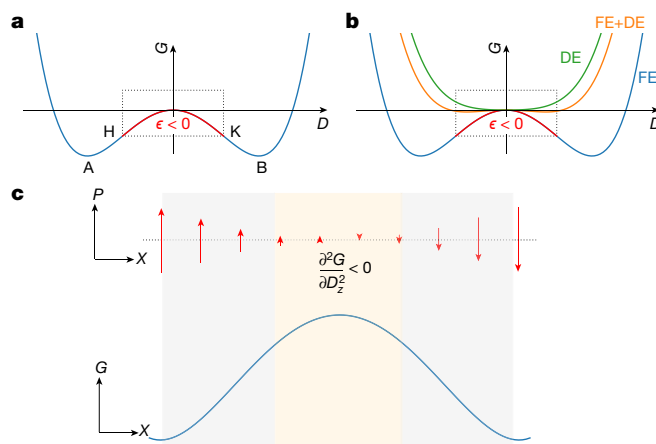 a
G
D
H
K
ϵ < 0
A
B
b
FE+DE
G
DE
FE
D
ϵ < 0
c
P
X
∂²G
∂D_z²
< 0
G
X